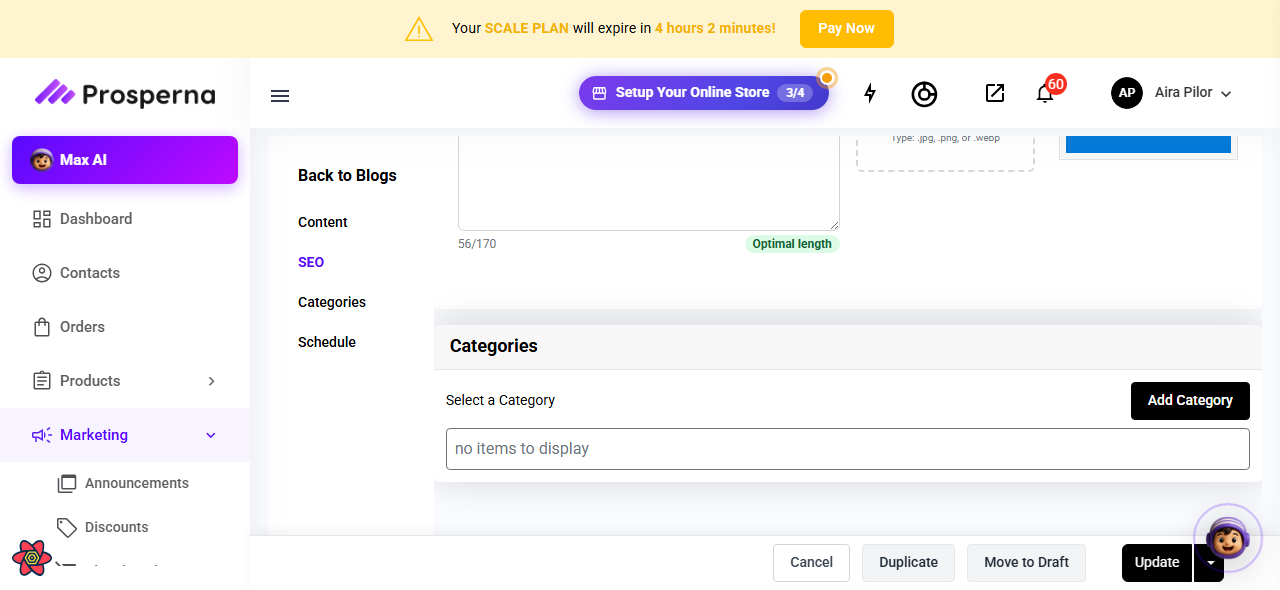 Your SCALE PLAN will expire in 4 hours 2 minutes!
Pay Now
Prosperna
Setup Your Online Store 3/4
60
AP
Aira Pilor
Max AI
Dashboard
Contacts
Orders
Products
Marketing
Announcements
Discounts
Back to Blogs
Content
SEO
Categories
Schedule
Type: .jpg, .png, or .webp
56/170
Optimal length
Categories
Select a Category
Add Category
no items to display
Cancel
Duplicate
Move to Draft
Update